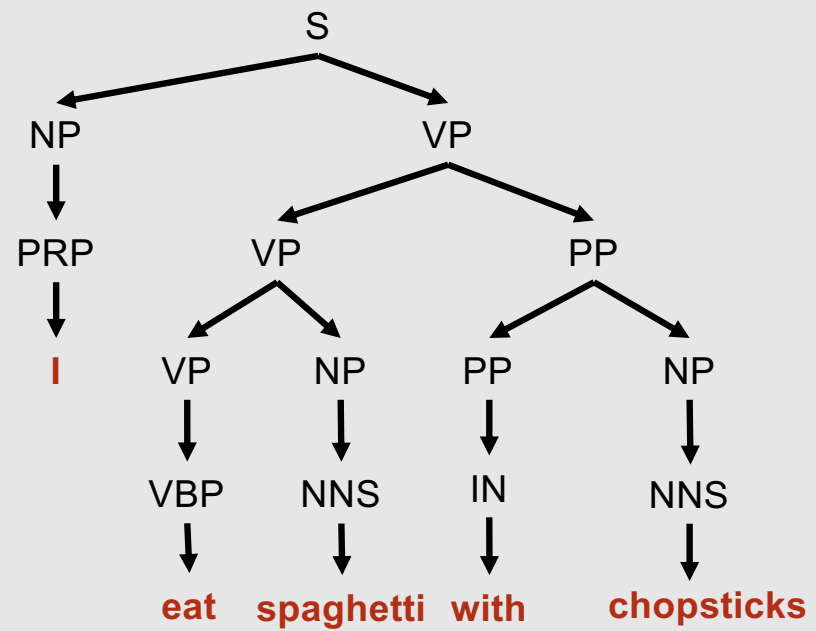 S
NP VP
PRP VP PP
I VP NP PP NP
VBP NNS IN NNS
eat spaghetti with chopsticks